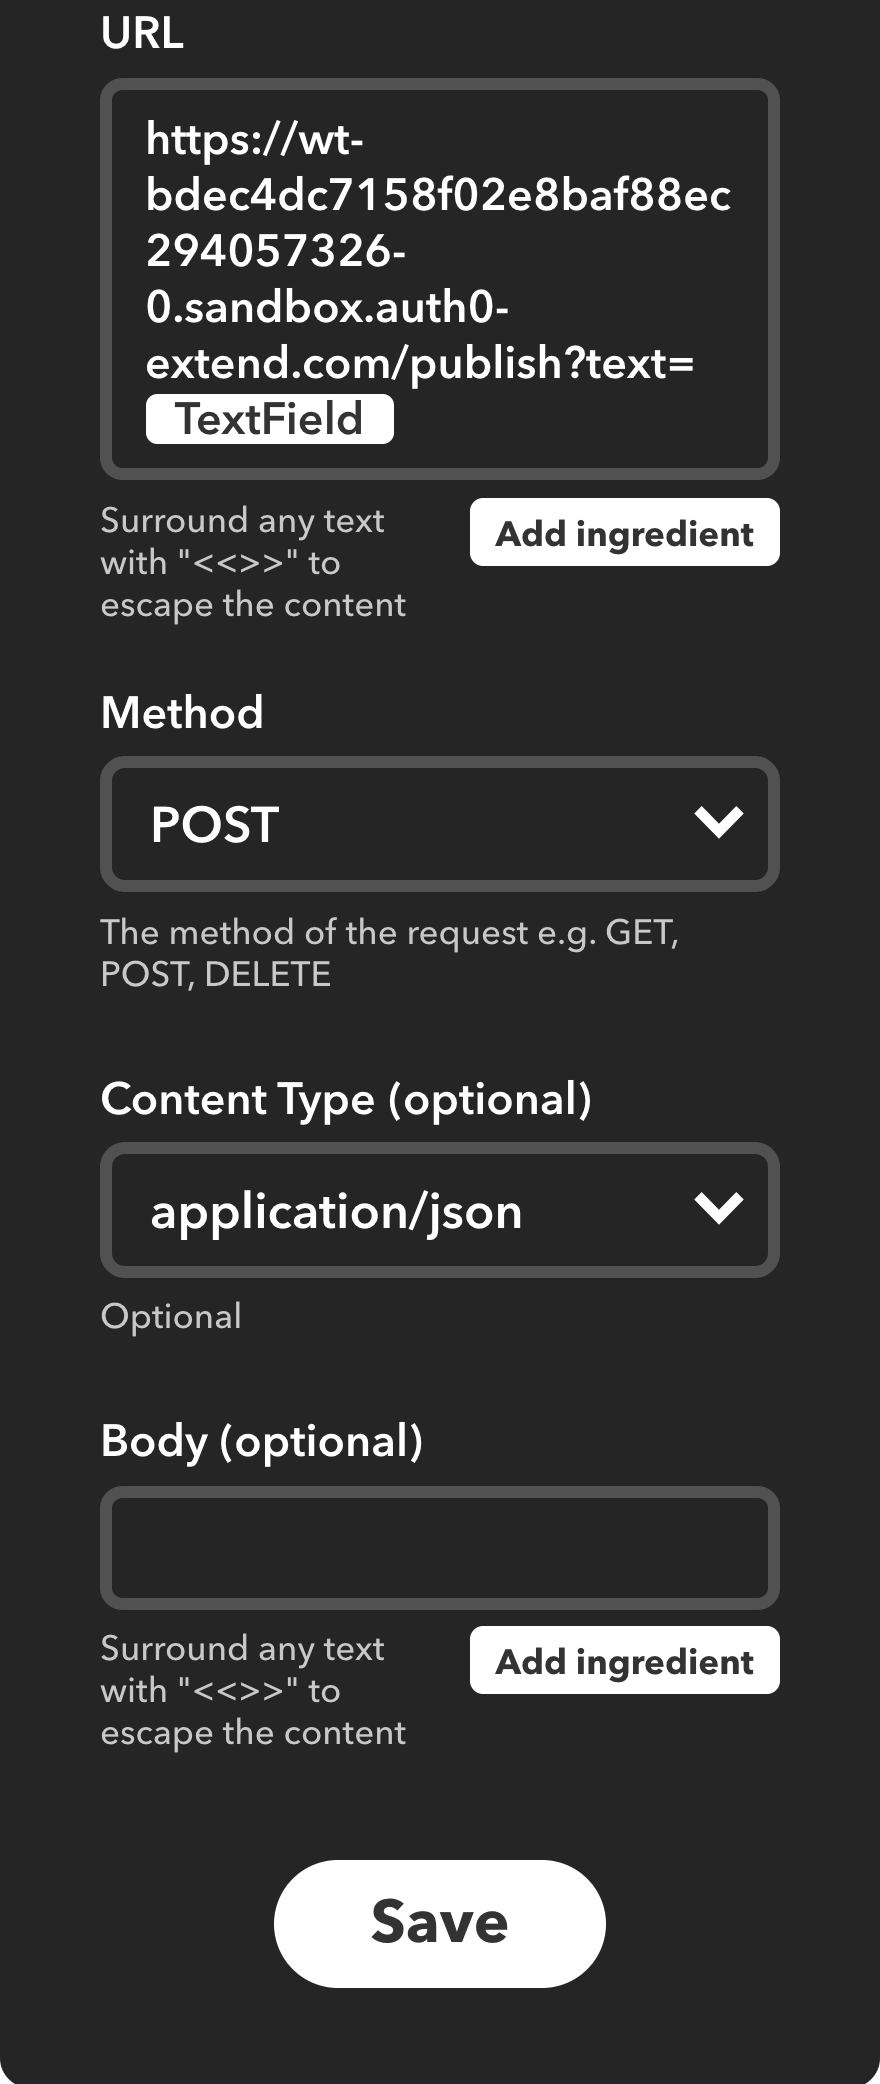 URL
https://wt-
bdec4dc7158f02e8baf88ec
294057326-
0.sandbox.auth0-
extend.com/publish?text=
TextField
Surround any text
with "<<>>" to
escape the content
Add ingredient
Method
POST
The method of the request e.g. GET,
POST, DELETE
Content Type (optional)
application/json
Optional
Body (optional)
Surround any text
with "<<>>" to
escape the content
Add ingredient
Save